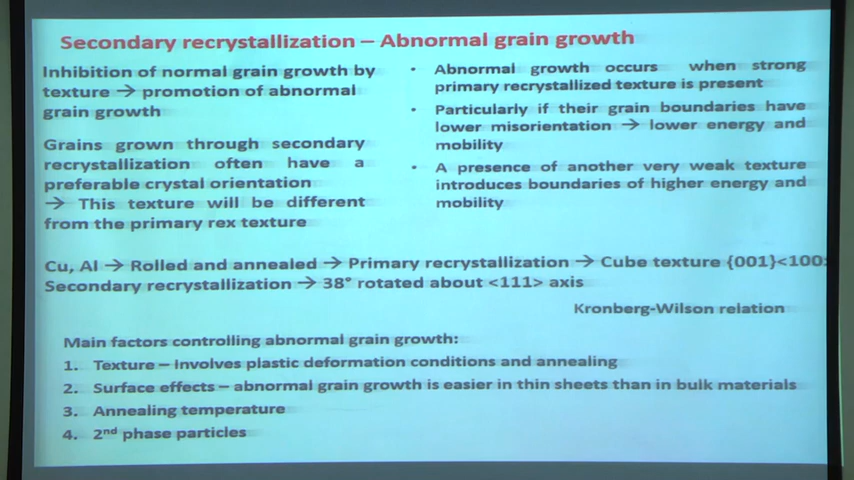 Secondary recrystallization – Abnormal grain growth
Inhibition of normal grain growth by
texture → promotion of abnormal
grain growth
Grains grown through secondary
recrystallization often have a
preferable crystal orientation
→ This texture will be different
from the primary rex texture
• Abnormal growth occurs when strong
primary recrystallized texture is present
• Particularly if their grain boundaries have
lower misorientation → lower energy and
mobility
• A presence of another very weak texture
introduces boundaries of higher energy and
mobility
Cu, Al → Rolled and annealed → Primary recrystallization → Cube texture {001}<100>
Secondary recrystallization → 38° rotated about <111> axis
Kronberg-Wilson relation
Main factors controlling abnormal grain growth:
1. Texture – Involves plastic deformation conditions and annealing
2. Surface effects – abnormal grain growth is easier in thin sheets than in bulk materials
3. Annealing temperature
4. 2nd phase particles